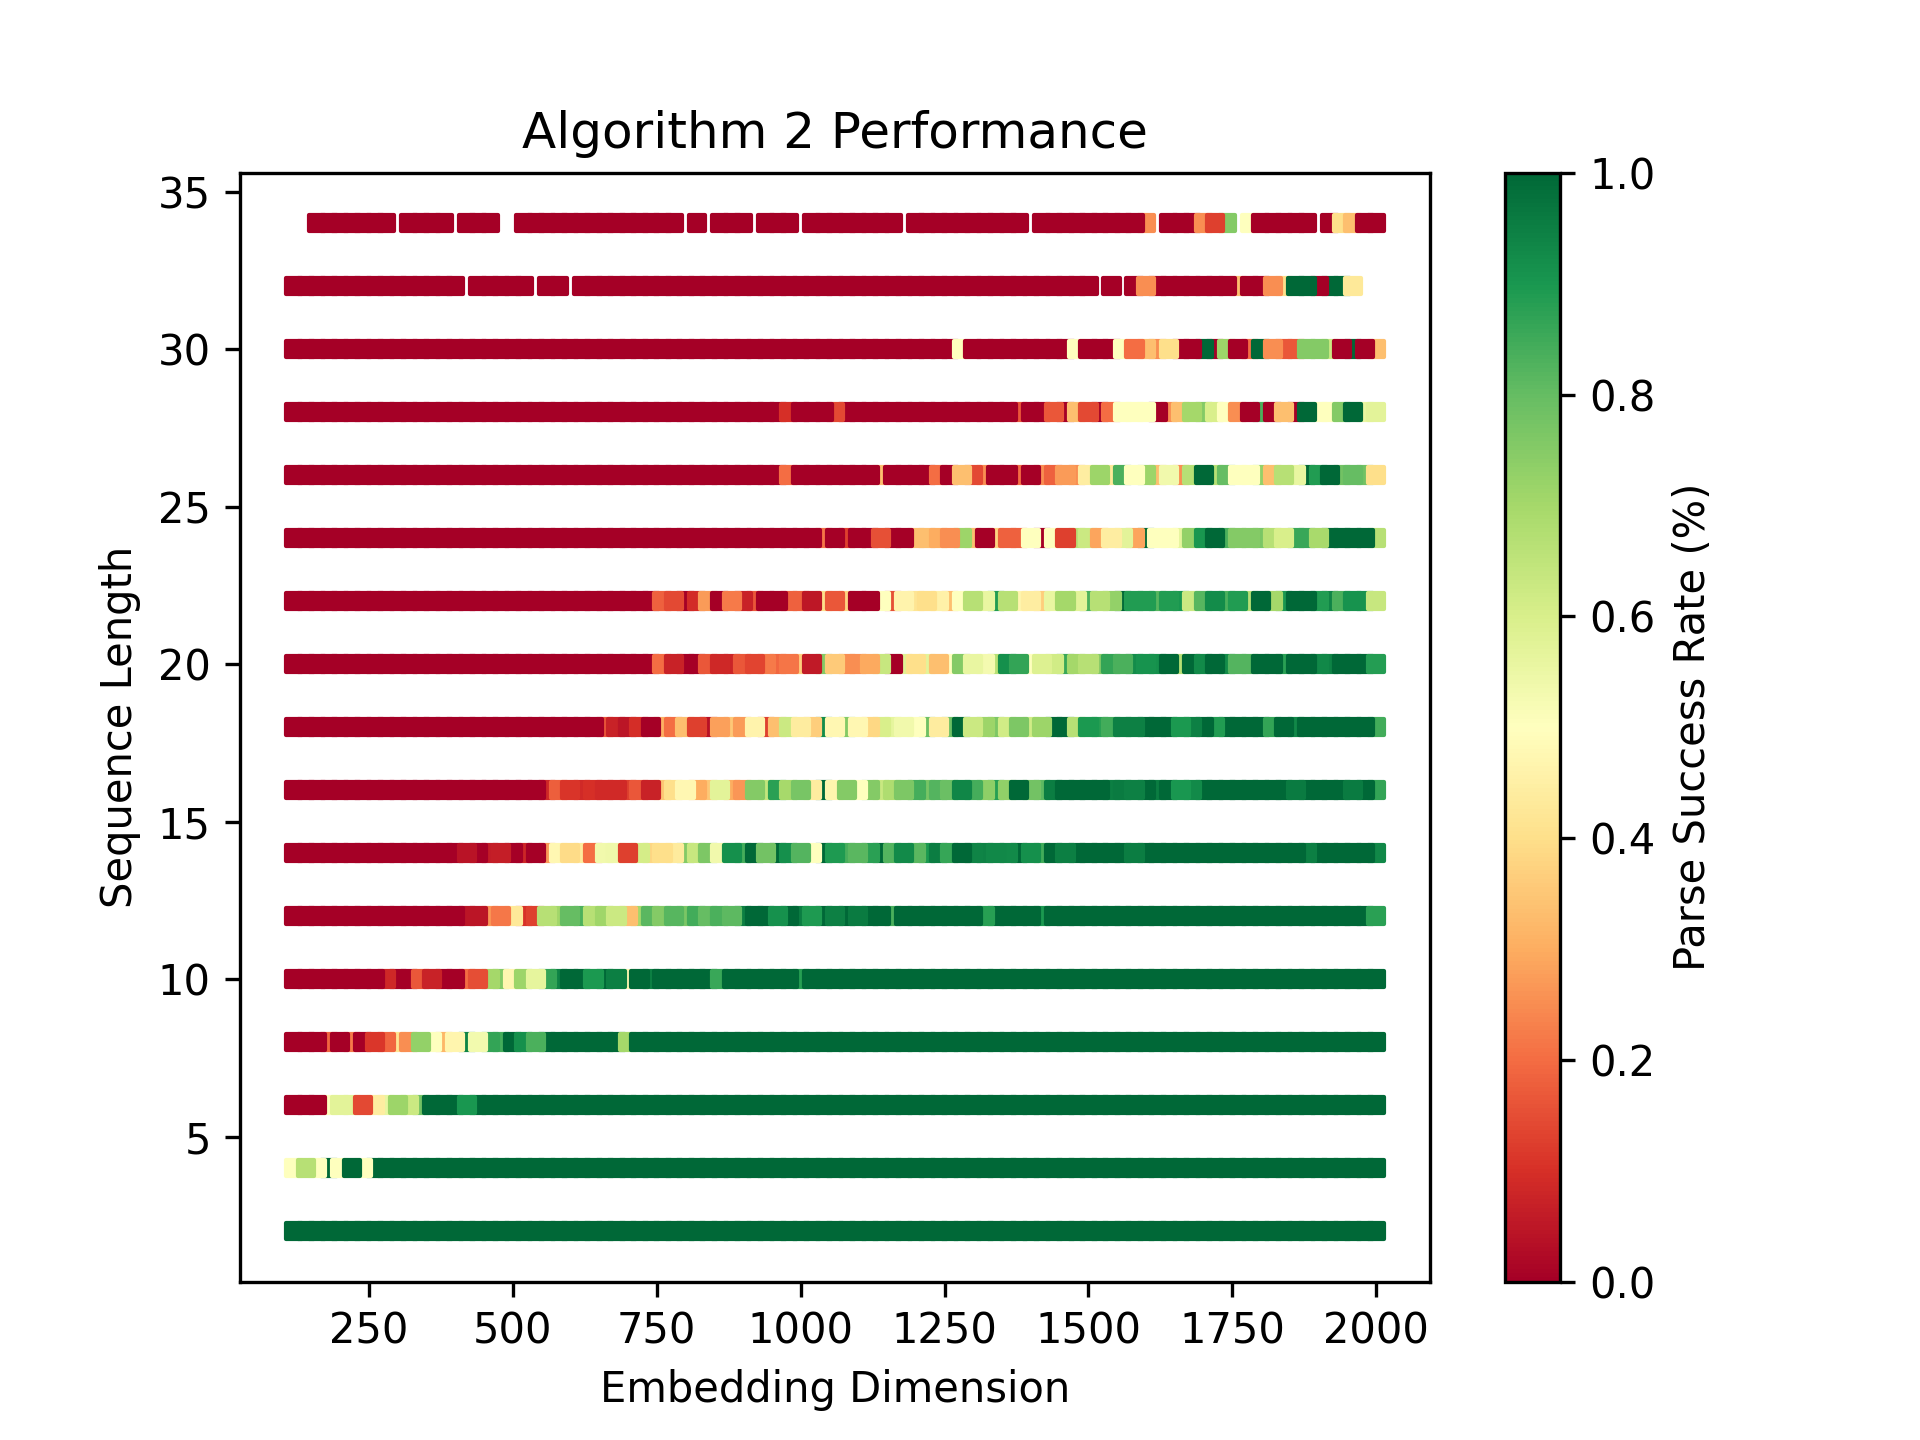 Algorithm 2 Performance
35
30
25
20
15
10
5
Sequence Length
250 500 750 1000 1250 1500 1750 2000
Embedding Dimension
1.0
0.8
0.6
0.4
0.2
0.0
Parse Success Rate (%)